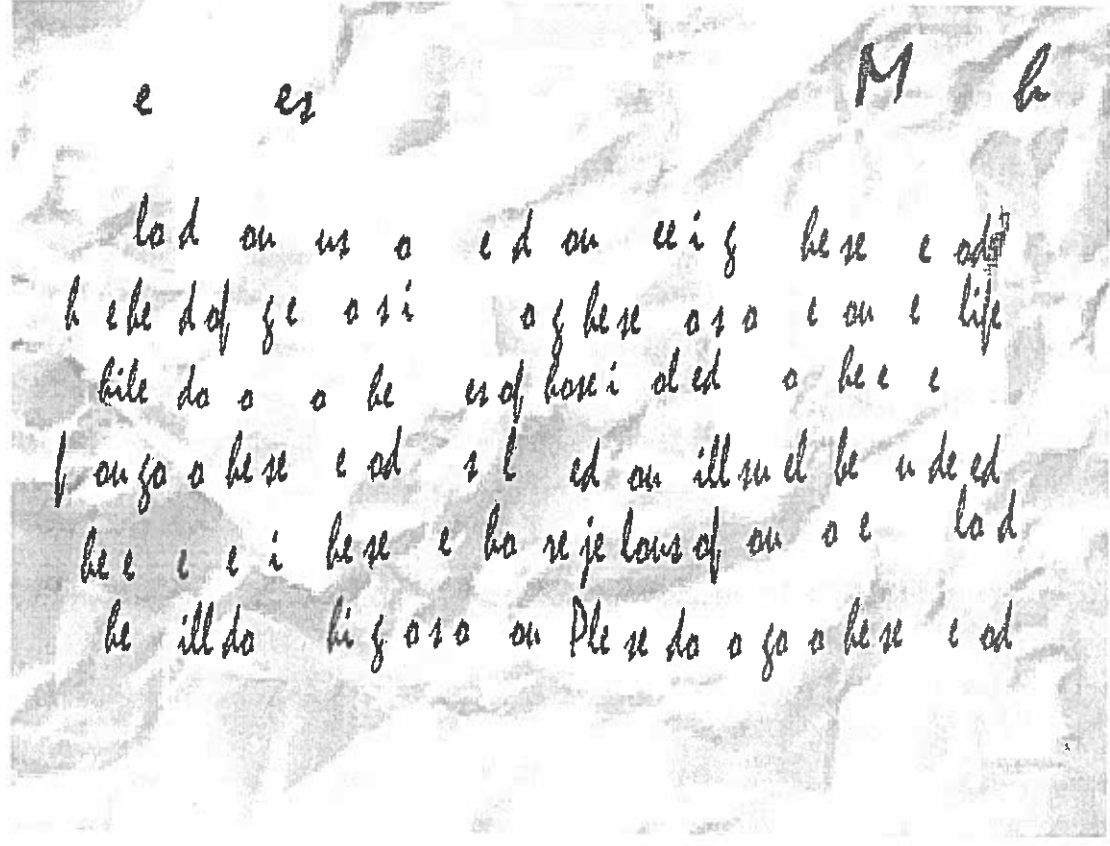 e es M h
lo d ou us o e d ou ee i g he se e od
h e he d of ge o s i o g he se o s o e ou e life
hile do o o he es of hose i ol ed o he e e
f ou go o he se e od s l ed ou ill su el be u de ed
he e e e i he se e ho se je lous of ou o e lo d
he ill do hi g o s o ou Ple se do o go o he se e od